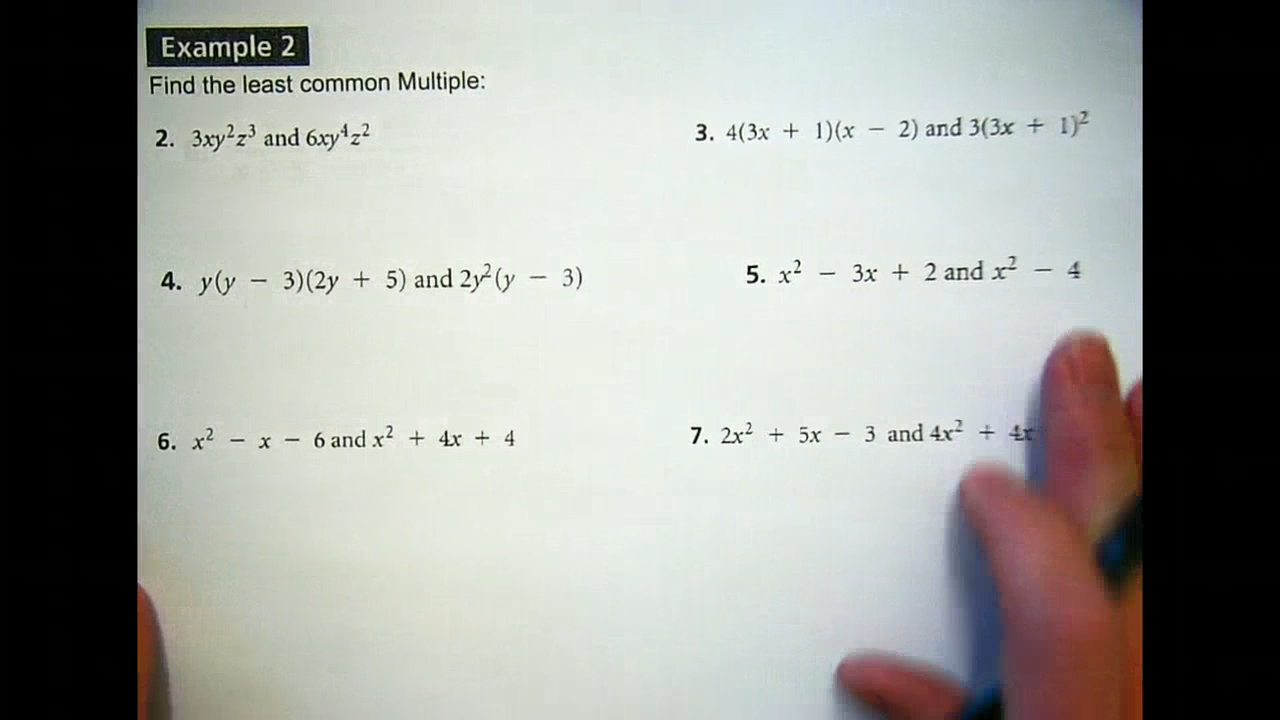 Example 2
Find the least common Multiple:
2. 3xy²z³ and 6xy⁴z²
3. 4(3x + 1)(x − 2) and 3(3x + 1)²
4. y(y − 3)(2y + 5) and 2y²(y − 3)
5. x² − 3x + 2 and x² − 4
6. x² − x − 6 and x² + 4x + 4
7. 2x² + 5x − 3 and 4x² + 4x